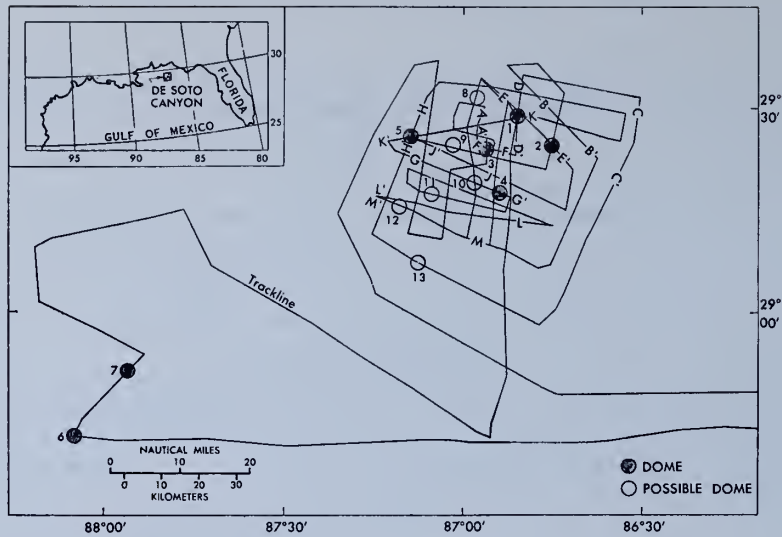 30
DE SOTO
CANYON
FLORIDA
25
GULF OF MEXICO
95 90 85 80
29°
30'
8
E
D
B
C
H
A
K
1
5
K'
9
J'
A'
F'
F
D'
2
3
H'
E'
B'
C'
G
J
10
4
11
G'
L'
M'
12
L
M
13
29°
00'
Trackline
7
6
NAUTICAL MILES
0 10 20
0 10 20 30
KILOMETERS
DOME
POSSIBLE DOME
88°00' 87°30' 87°00' 86°30'